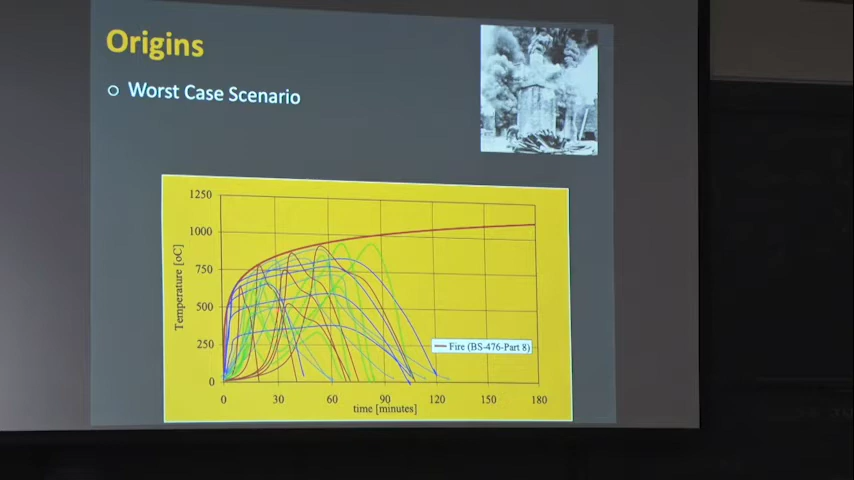 Origins
Worst Case Scenario
1250
1000
750
500
250
0
Temperature [oC]
Fire (BS-476-Part 8)
0 30 60 90 120 150 180
time [minutes]